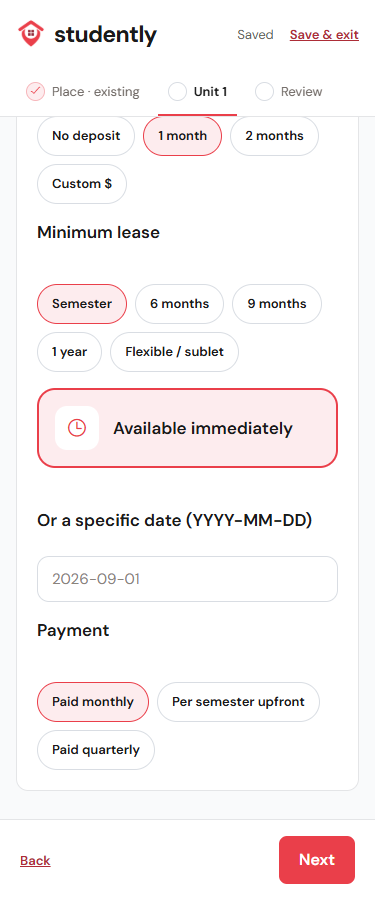 studently
Saved Save & exit
Place · existing Unit 1 Review
No deposit 1 month 2 months
Custom $
Minimum lease
Semester 6 months 9 months
1 year Flexible / sublet
Available immediately
Or a specific date (YYYY-MM-DD)
2026-09-01
Payment
Paid monthly Per semester upfront
Paid quarterly
Back Next